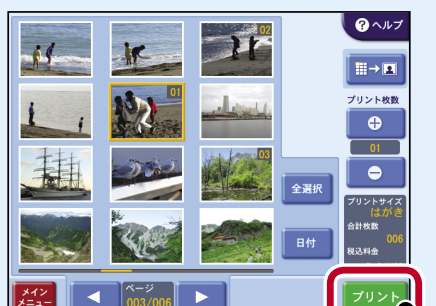 ヘルプ
02
プリント枚数
01
01
03
全選択
プリントサイズ
はがき
合計枚数
006
税込料金
日付
メイン
メニュー
ページ
003/006
プリント